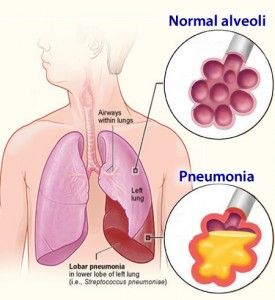 Normal alveoli
Airways
within lungs
Left
lung
Pneumonia
Lobar pneumonia
in lower lobe of left lung
(i.e., Streptococcus pneumoniae)